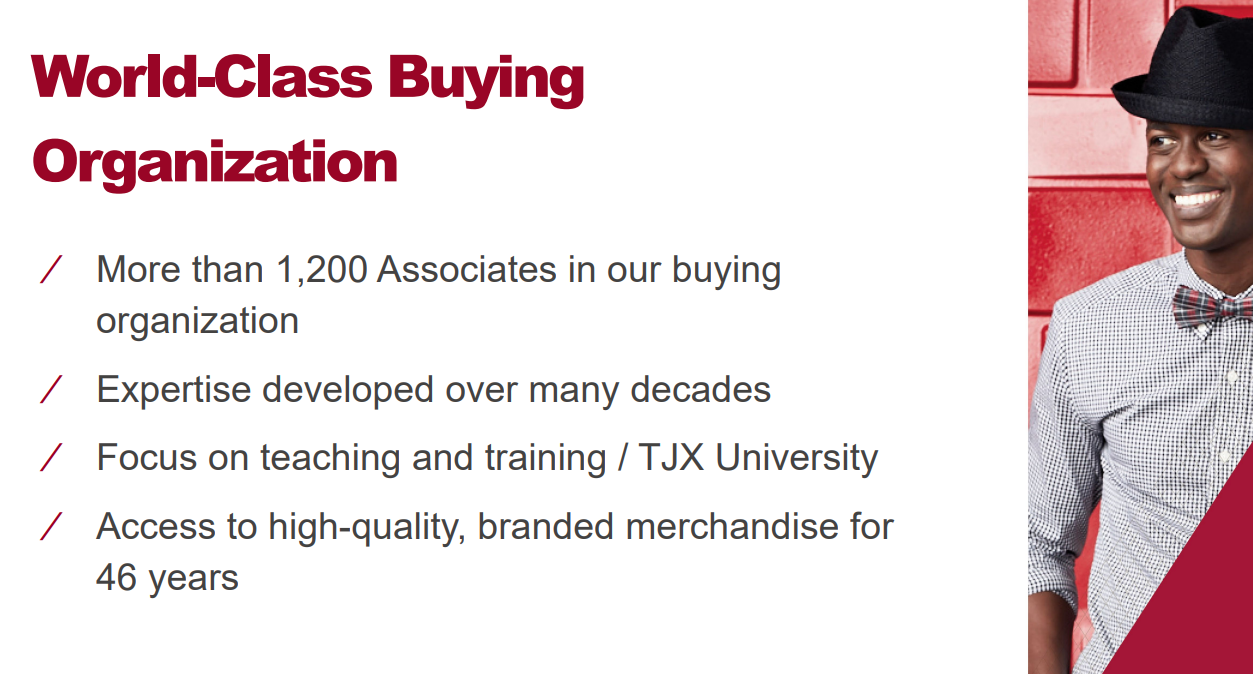 World-Class Buying
Organization
/ More than 1,200 Associates in our buying
organization
/ Expertise developed over many decades
/ Focus on teaching and training / TJX University
/ Access to high-quality, branded merchandise for
46 years